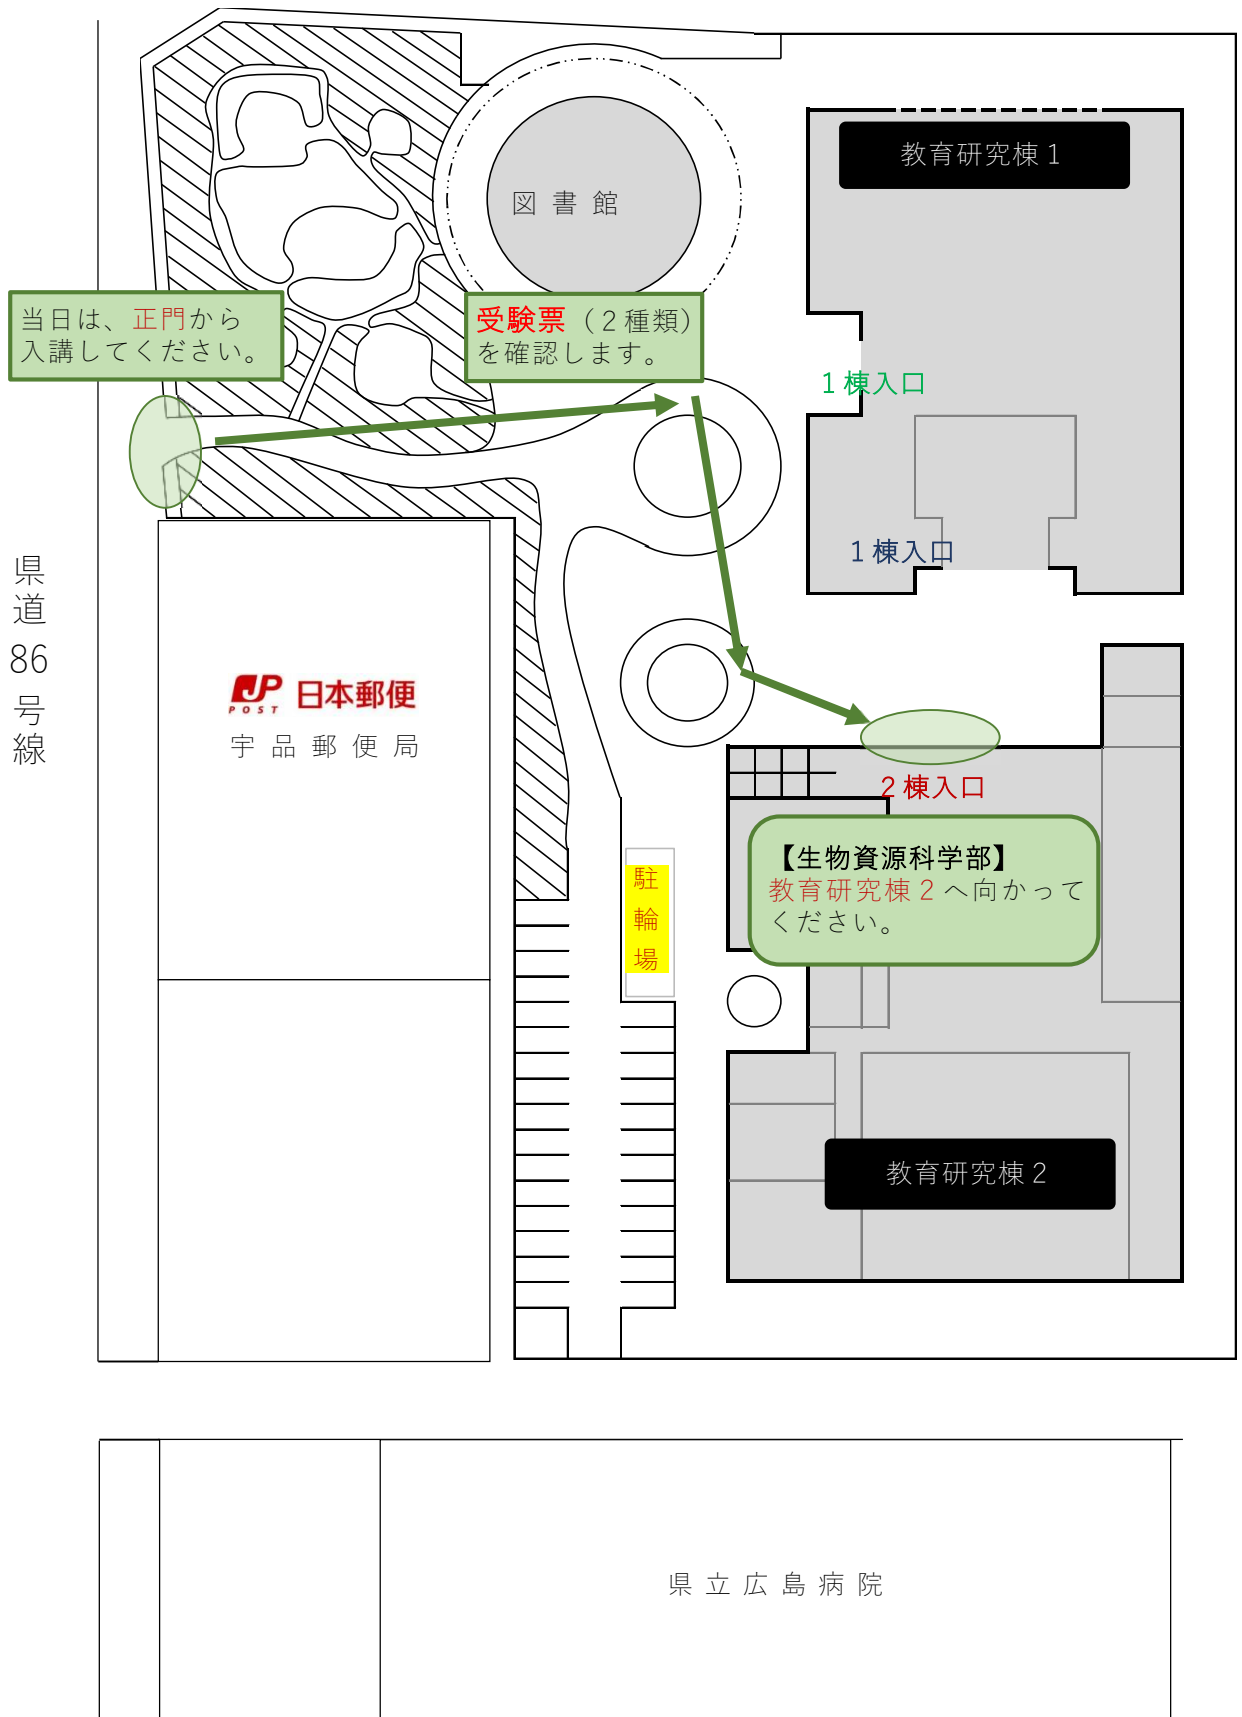 教育研究棟１
図書館
当日は、正門から
入講してください。
受験票（２種類）
を確認します。
１棟入口
１棟入口
県道86号線
JP
POST
日本郵便
宇品郵便局
２棟入口
【生物資源科学部】
教育研究棟２へ向かって
ください。
駐輪場
教育研究棟２
県立広島病院